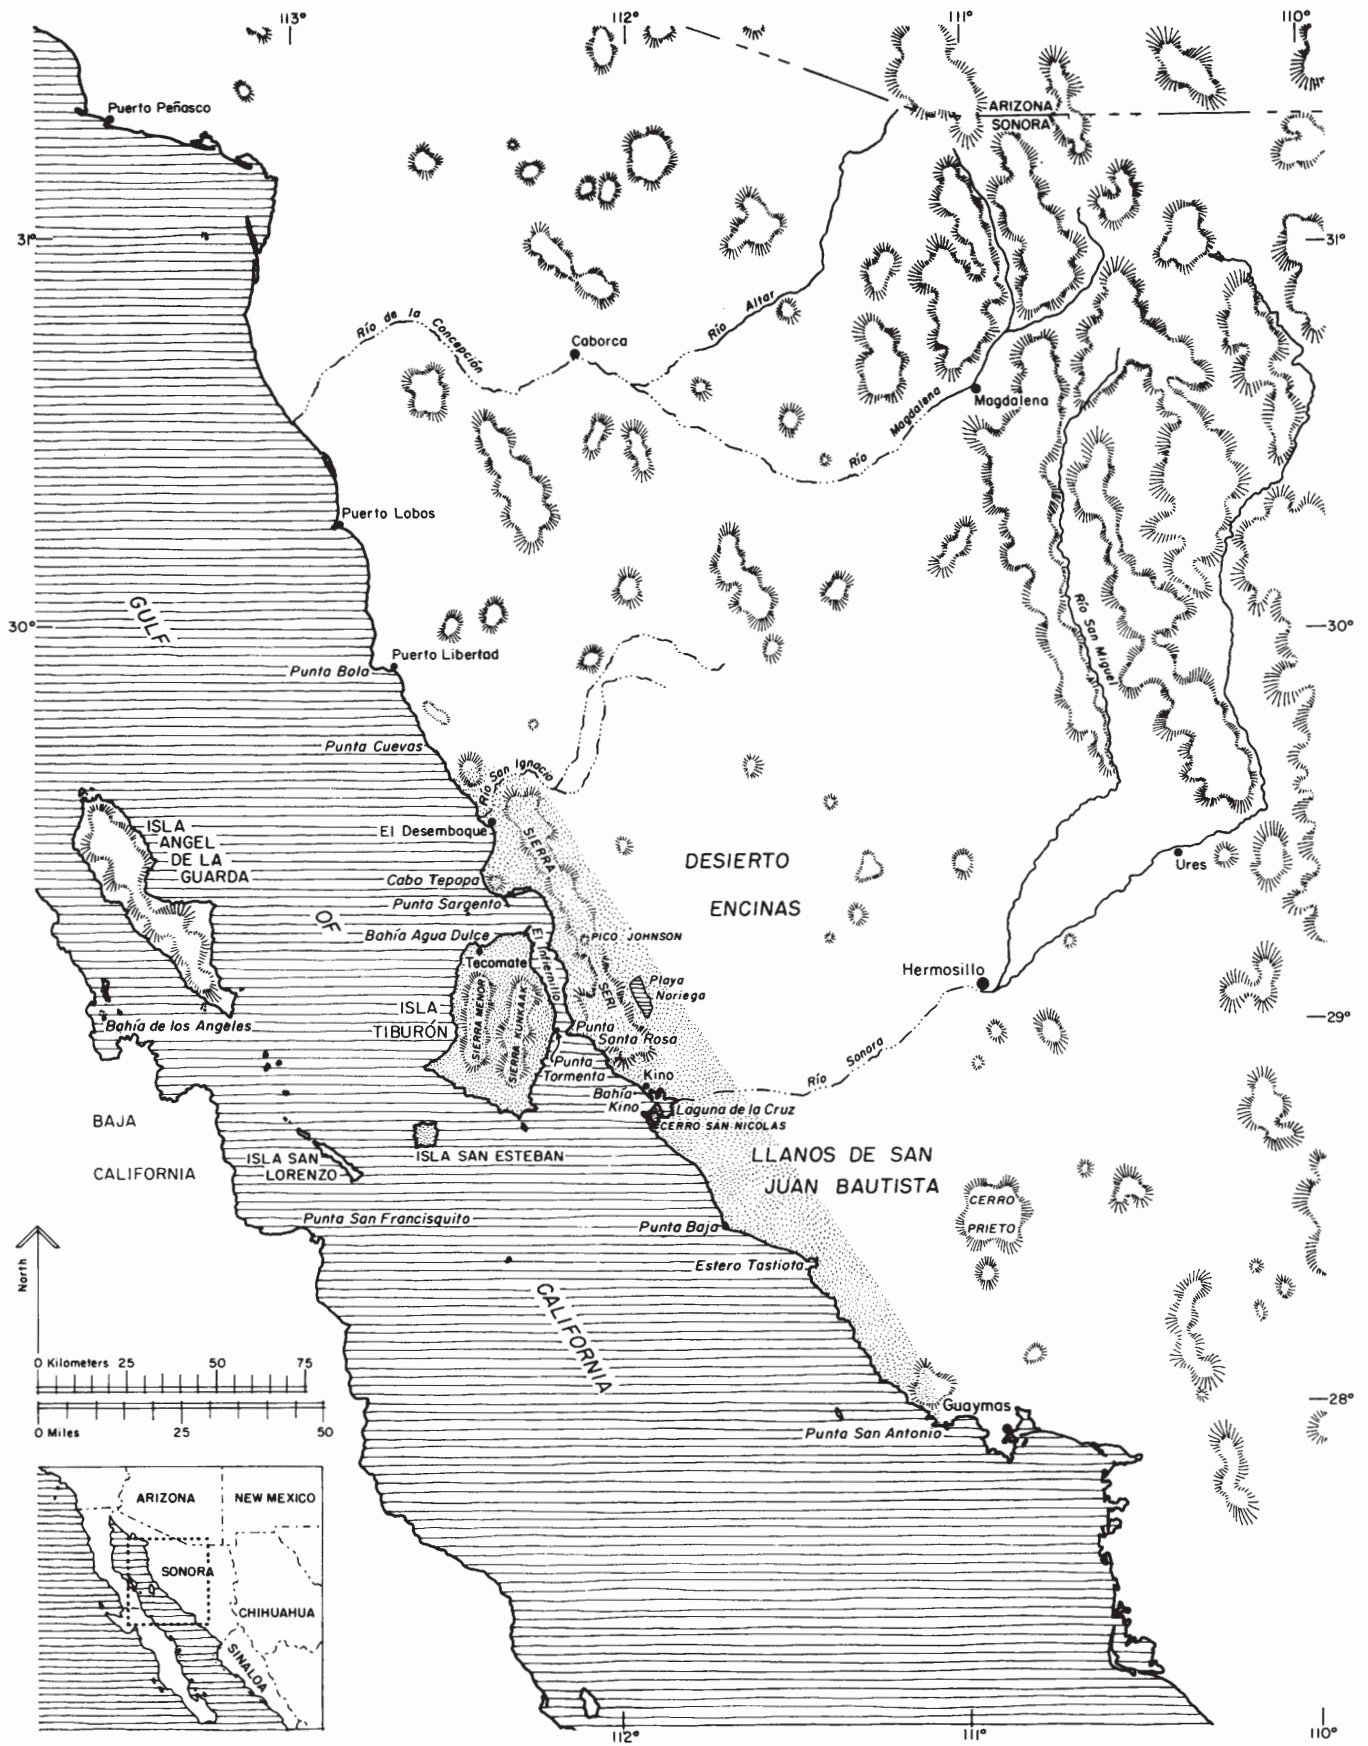 113°
112°
111°
110°
Puerto Peñasco
ARIZONA
SONORA
31°
31°
Río de la Concepción
Río Altar
Caborca
Magdalena
Río Magdalena
Puerto Lobos
GULF
30°
30°
Río San Miguel
Puerto Libertad
Punta Bola
Punta Cuevas
Río San Ignacio
ISLA
ANGEL
DE LA
GUARDA
El Desemboque
SIERRA
DESIERTO
ENCINAS
Ures
Cabo Tepopa
Punta Sargento
OF
Bahía Agua Dulce
El Infiernillo
PICO JOHNSON
Tecomate
Hermosillo
SERI
Playa
Noriega
ISLA
TIBURÓN
SIERRA MENOR
SIERRA KUNKAAK
Bahía de los Angeles
29°
Punta
Santa Rosa
Río Sonora
Punta
Tormenta
Kino
Bahía
Kino
Laguna de la Cruz
CERRO SAN NICOLAS
BAJA
CALIFORNIA
ISLA SAN
LORENZO
ISLA SAN ESTEBAN
LLANOS DE SAN
JUAN BAUTISTA
CERRO
PRIETO
Punta San Francisquito
Punta Baja
Estero Tastiota
North
CALIFORNIA
0 Kilometers 25 50 75
0 Miles 25 50
28°
Guaymas
Punta San Antonio
ARIZONA
NEW MEXICO
SONORA
CHIHUAHUA
SINALOA
112°
111°
110°